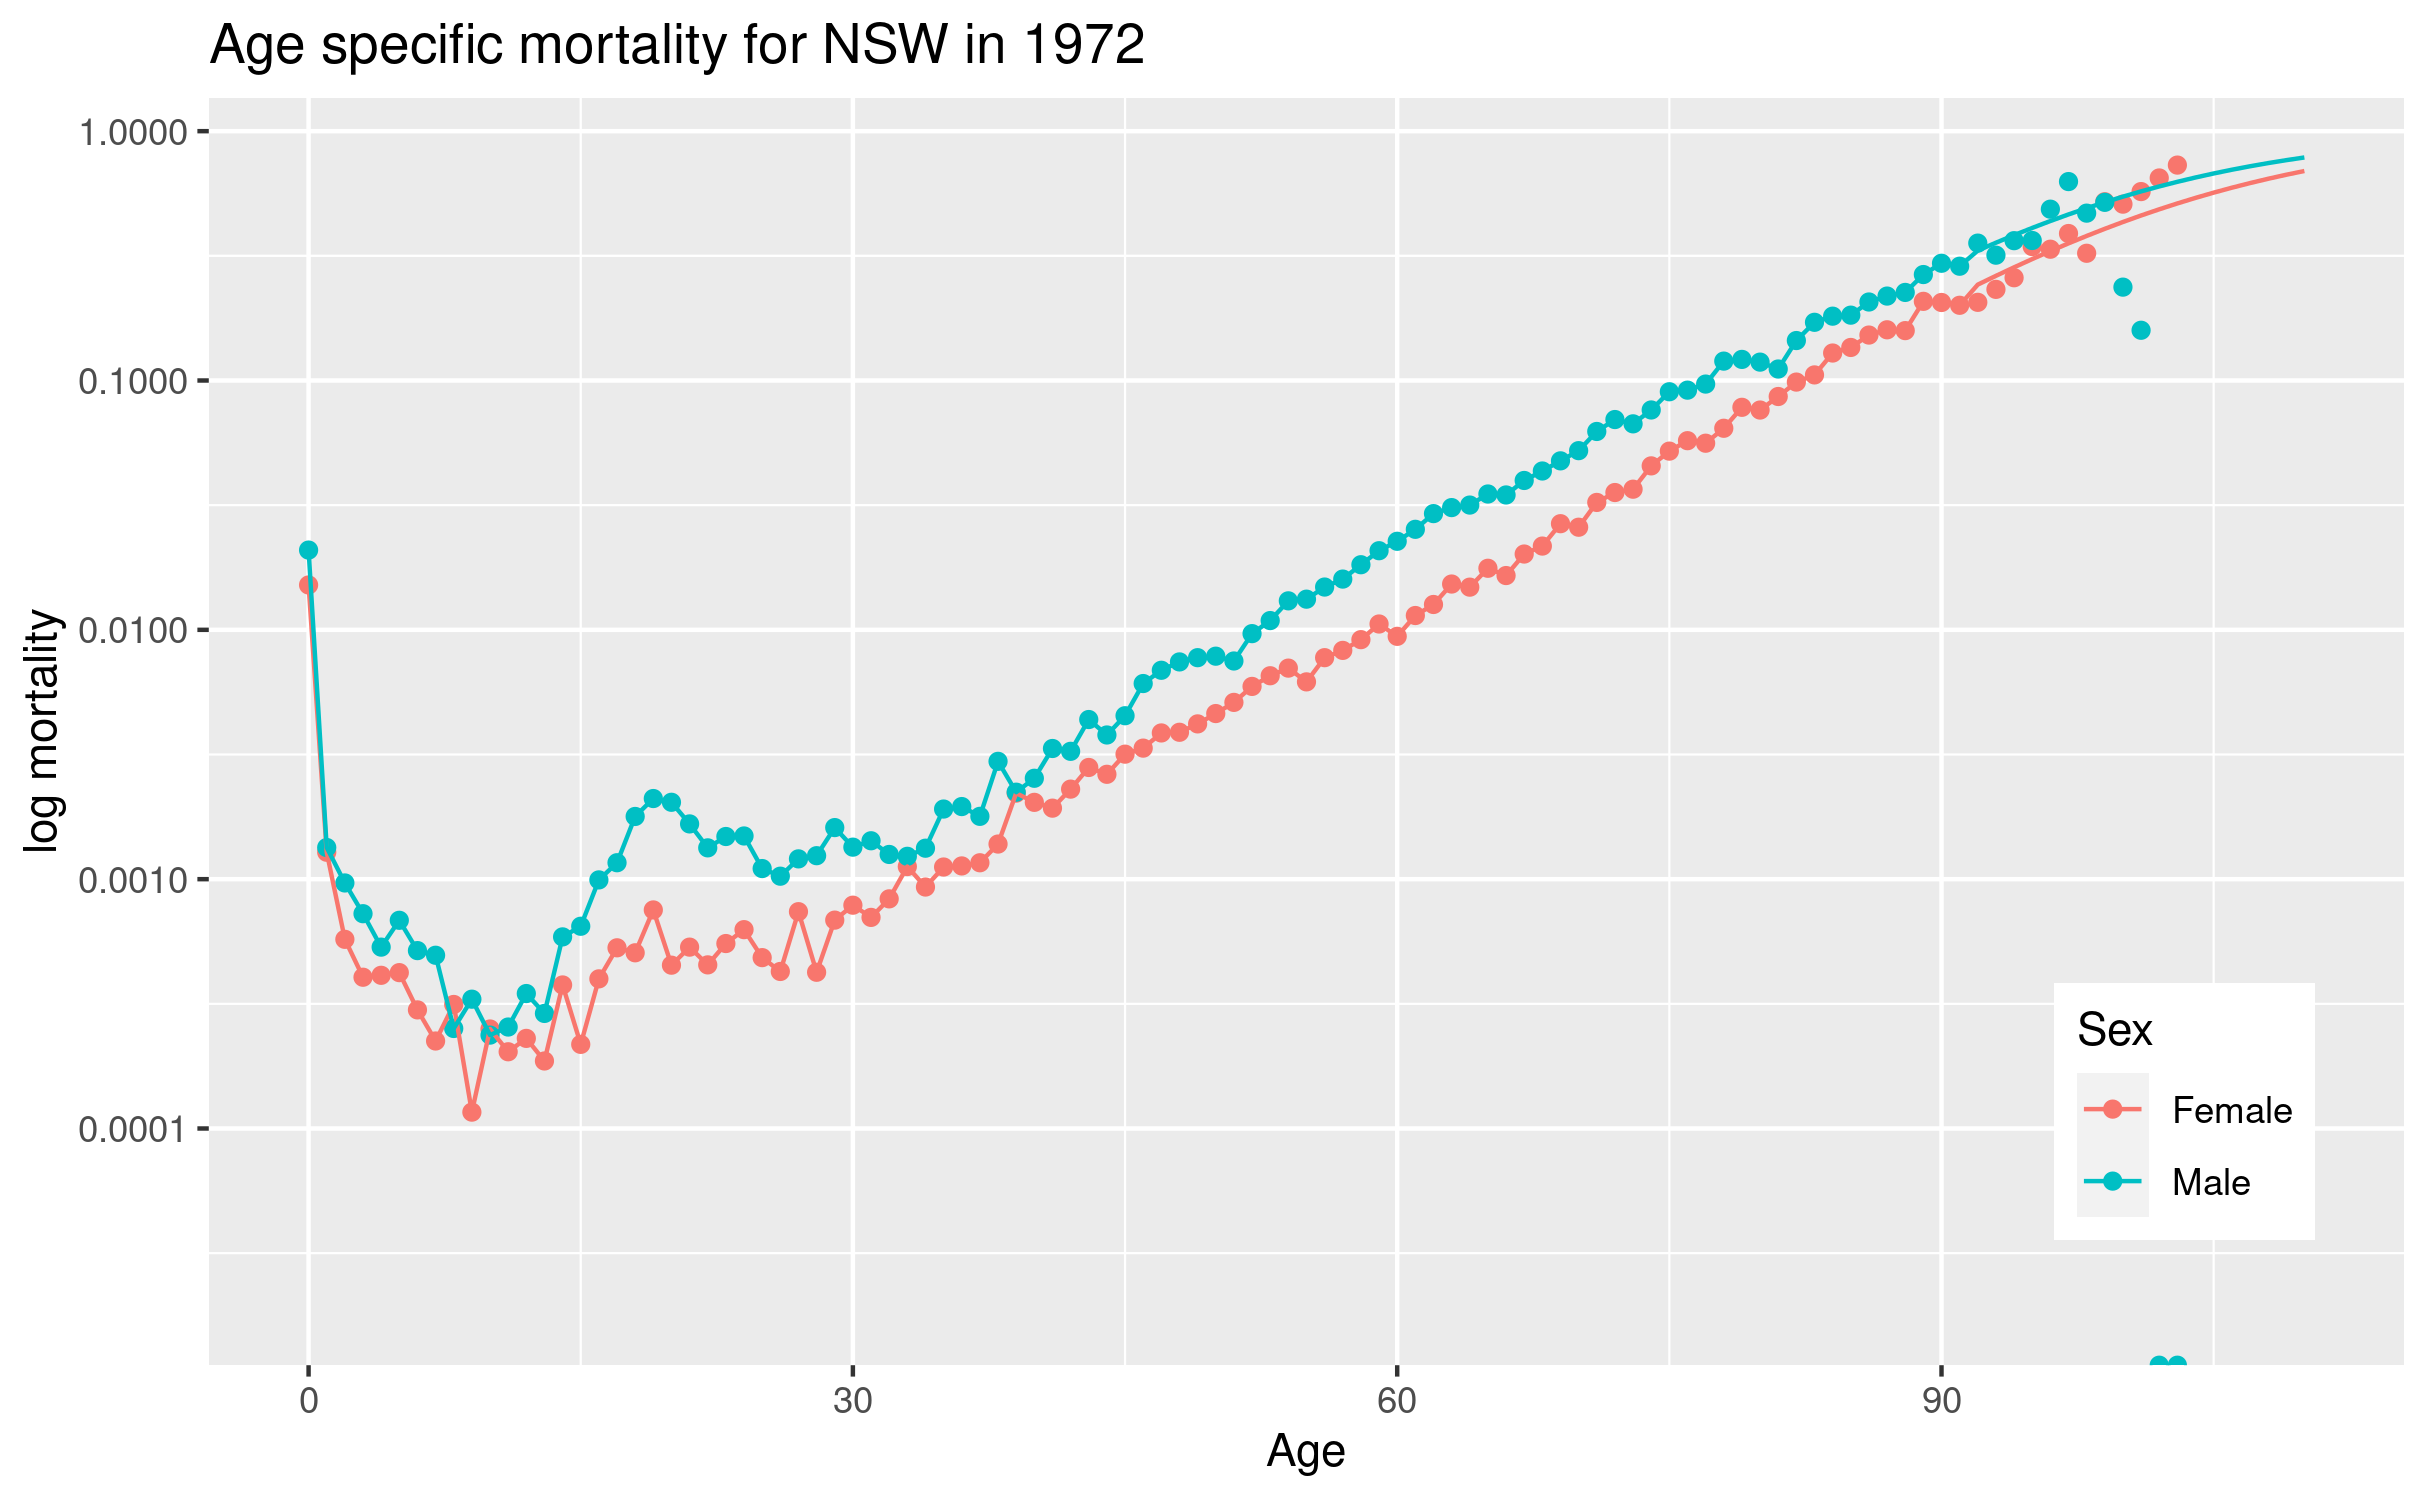 Age specific mortality for NSW in 1972
1.0000
0.1000
0.0100
0.0010
0.0001
log mortality
0 30 60 90
Age
Sex
Female
Male